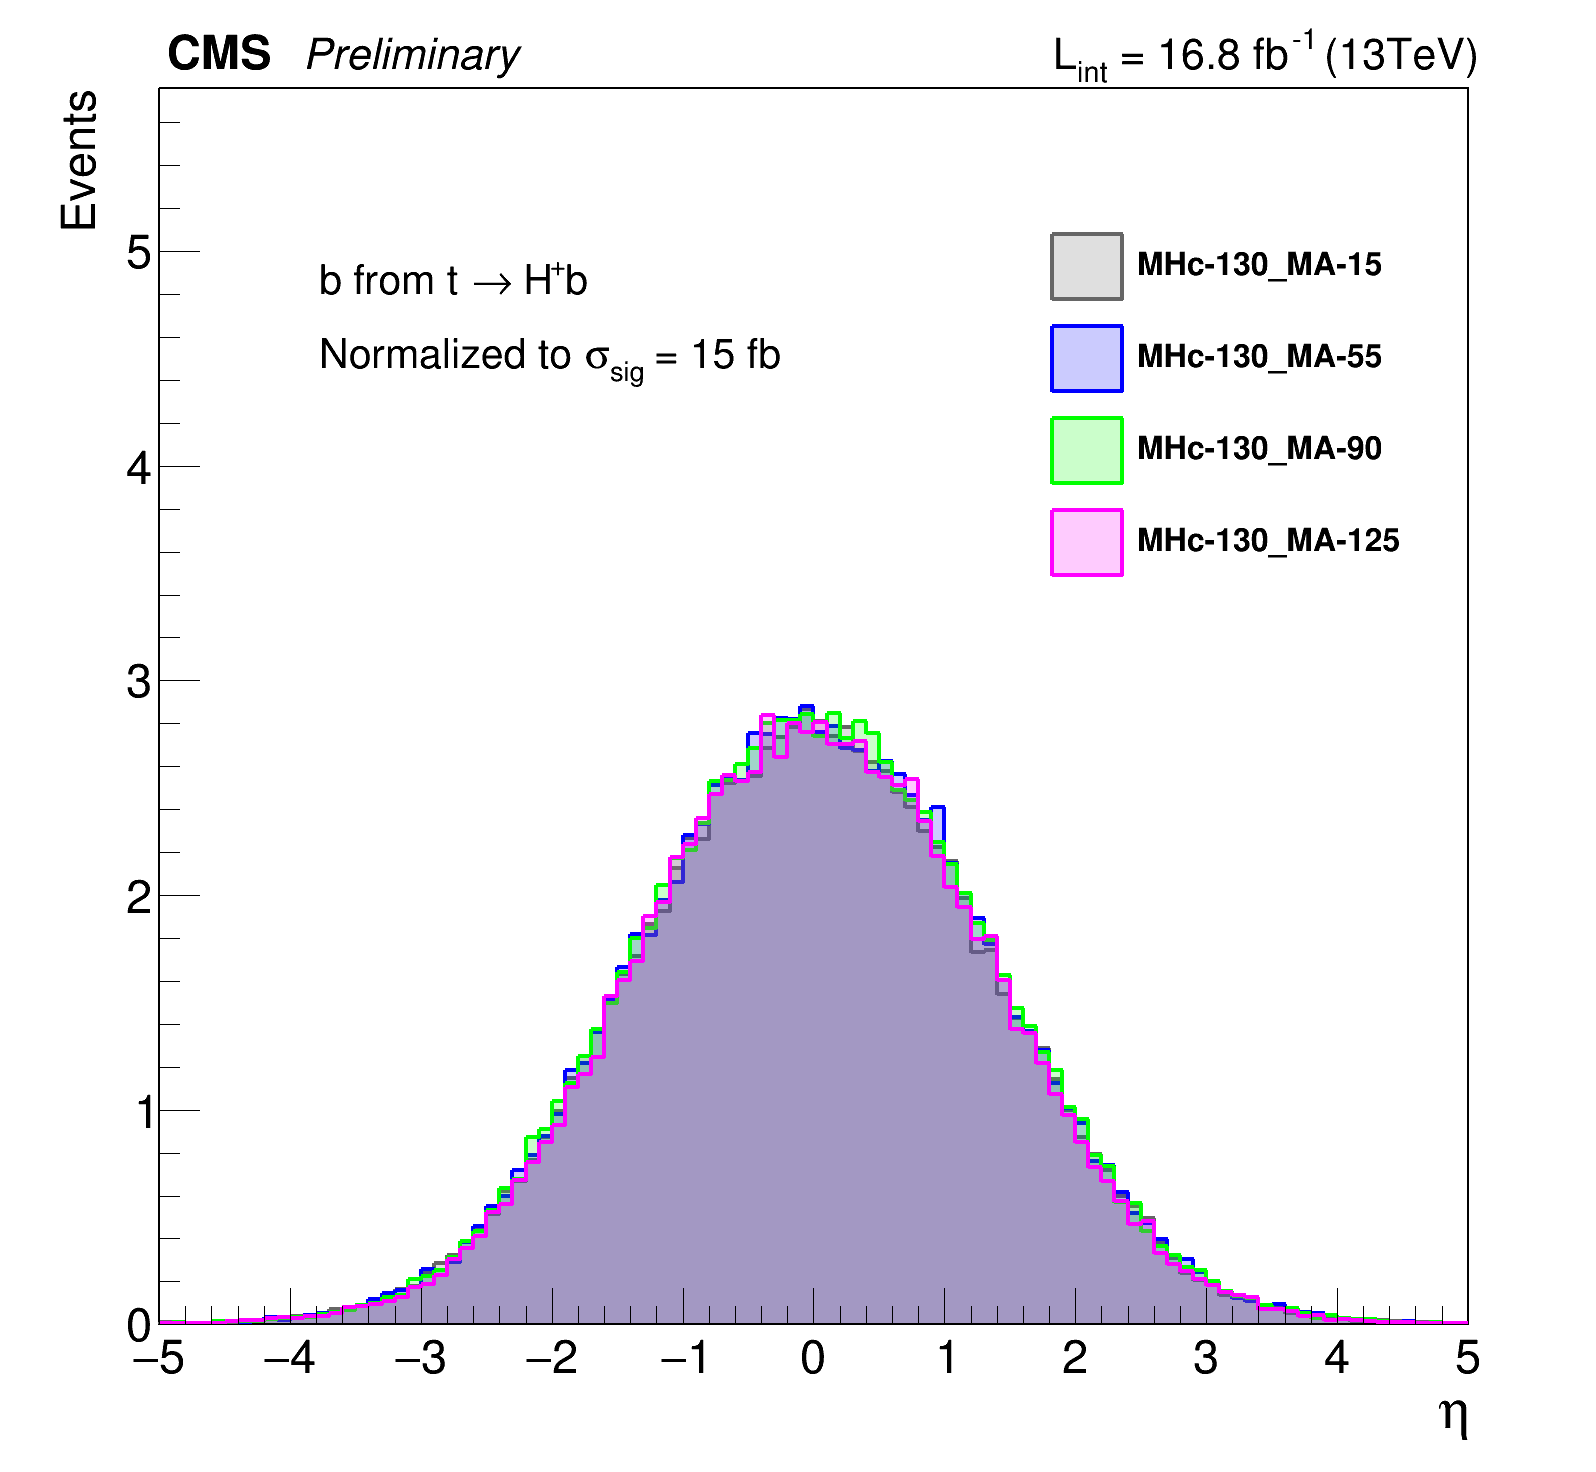 CMS Preliminary L_int = 16.8 fb^-1 (13TeV)
Events
b from t → H⁺b
Normalized to σ_sig = 15 fb
MHc-130_MA-15
MHc-130_MA-55
MHc-130_MA-90
MHc-130_MA-125
5
4
3
2
1
0
−5 −4 −3 −2 −1 0 1 2 3 4 5
η